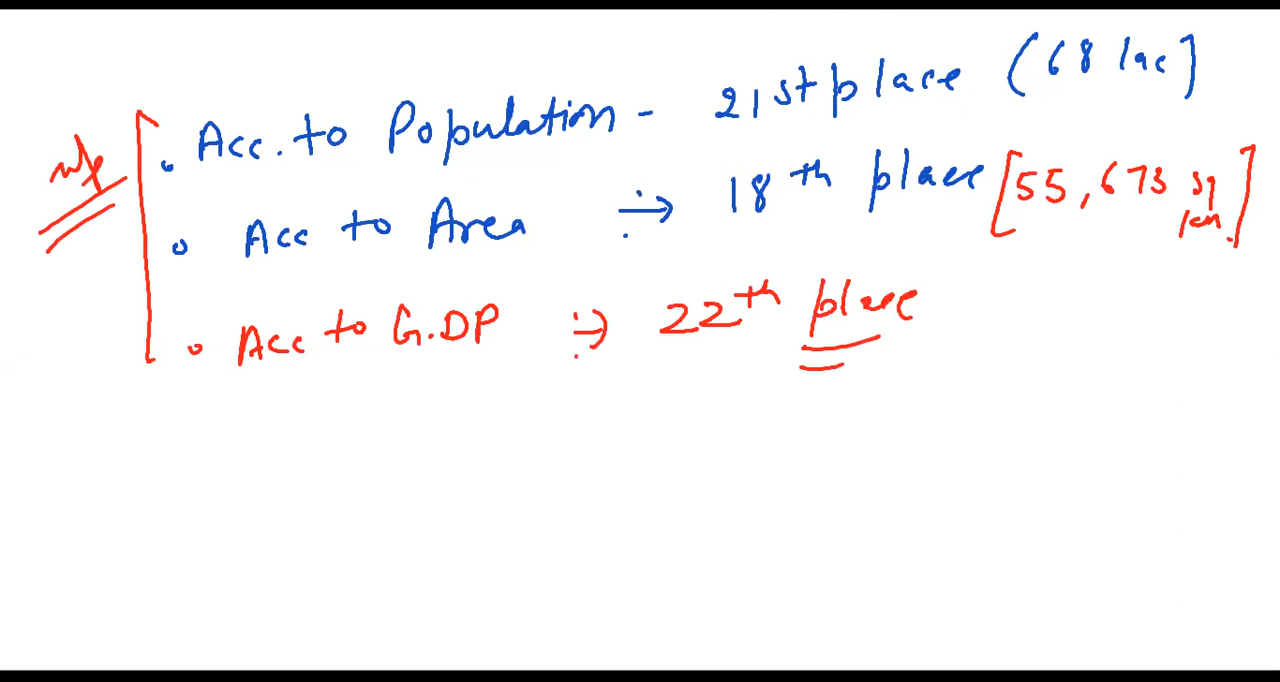 • Acc. to Population - 21st place (68 lac]
• Acc to Area ÷> 18th place [55,673 sq km.]
• Acc to G.DP ÷> 22th place